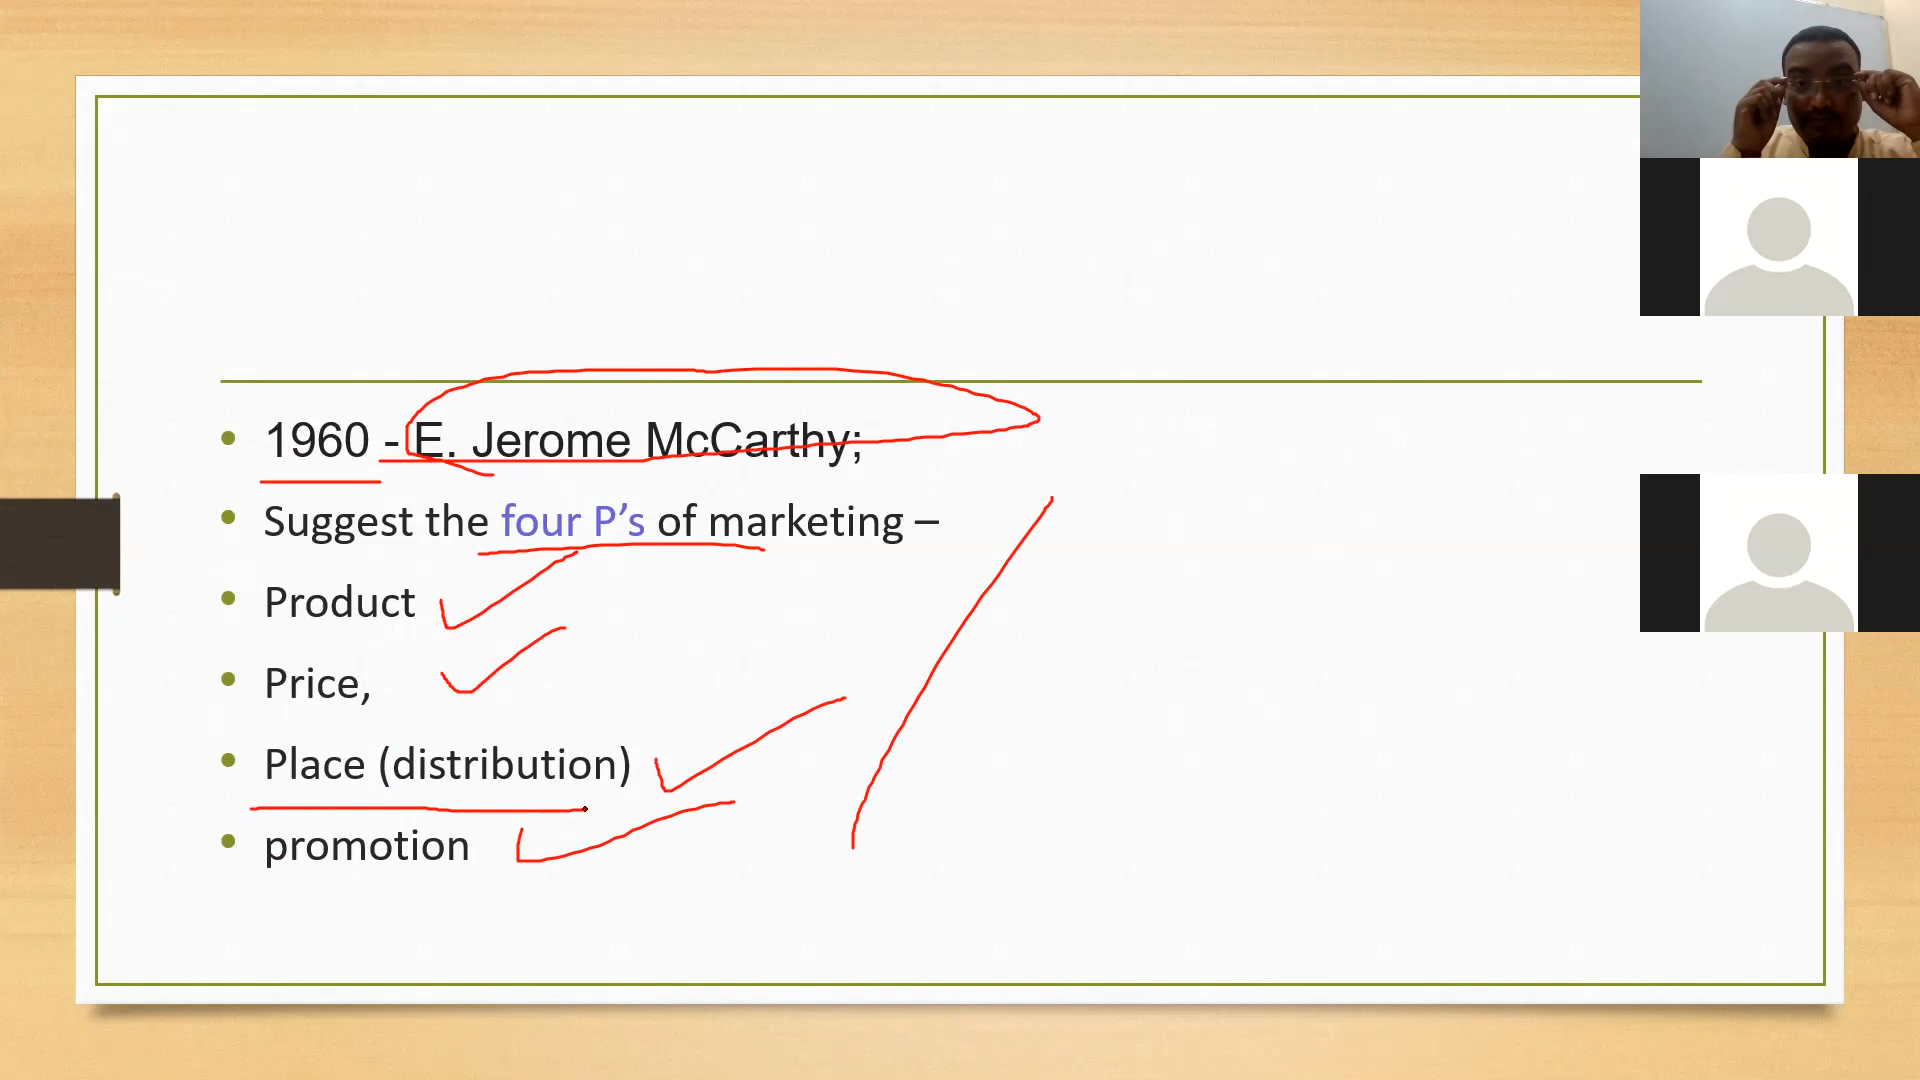 1960 - E. Jerome McCarthy;
Suggest the four P’s of marketing –
Product
Price,
Place (distribution)
promotion